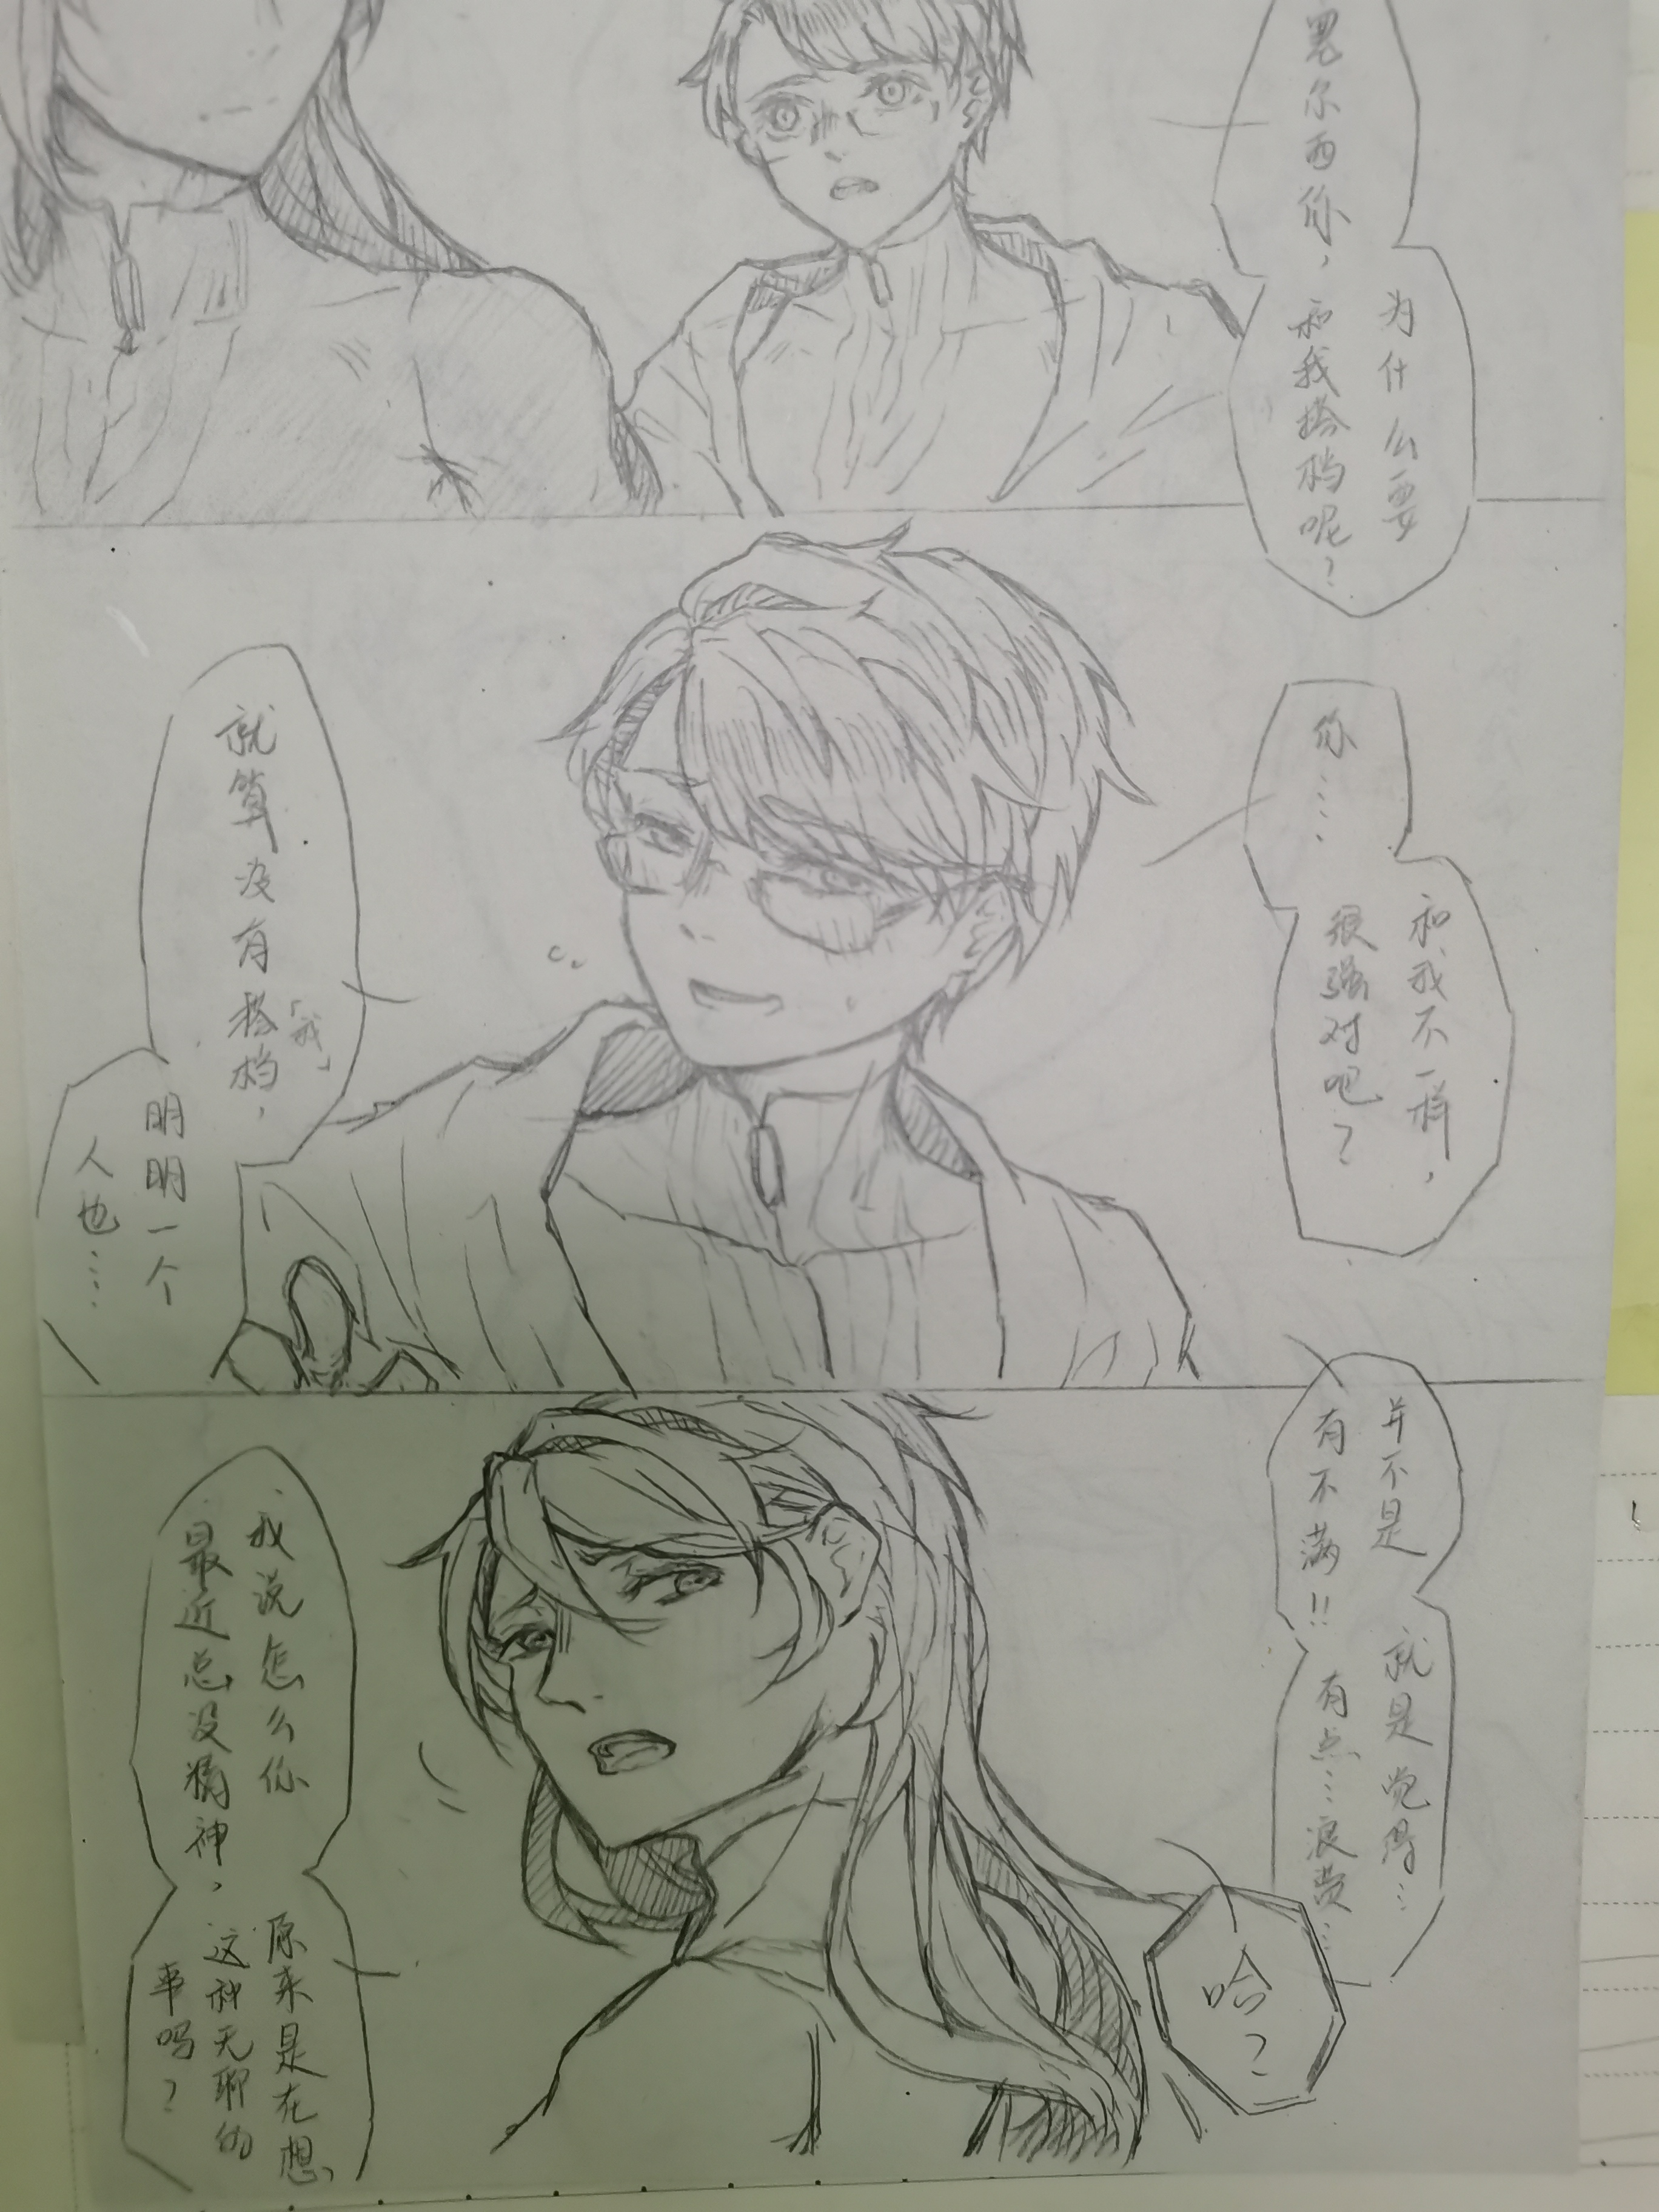 尔西你，
为什么要
和我搭档呢？
你……
和我不一样，
很强对吧？
「我」
就算没有搭档，
明明一个
人也……
并不是
有不满!!
就是觉得…
有点…浪费…
哈？
我说怎么你
最近总没精神，
原来是在想
这种无聊的
事吗？